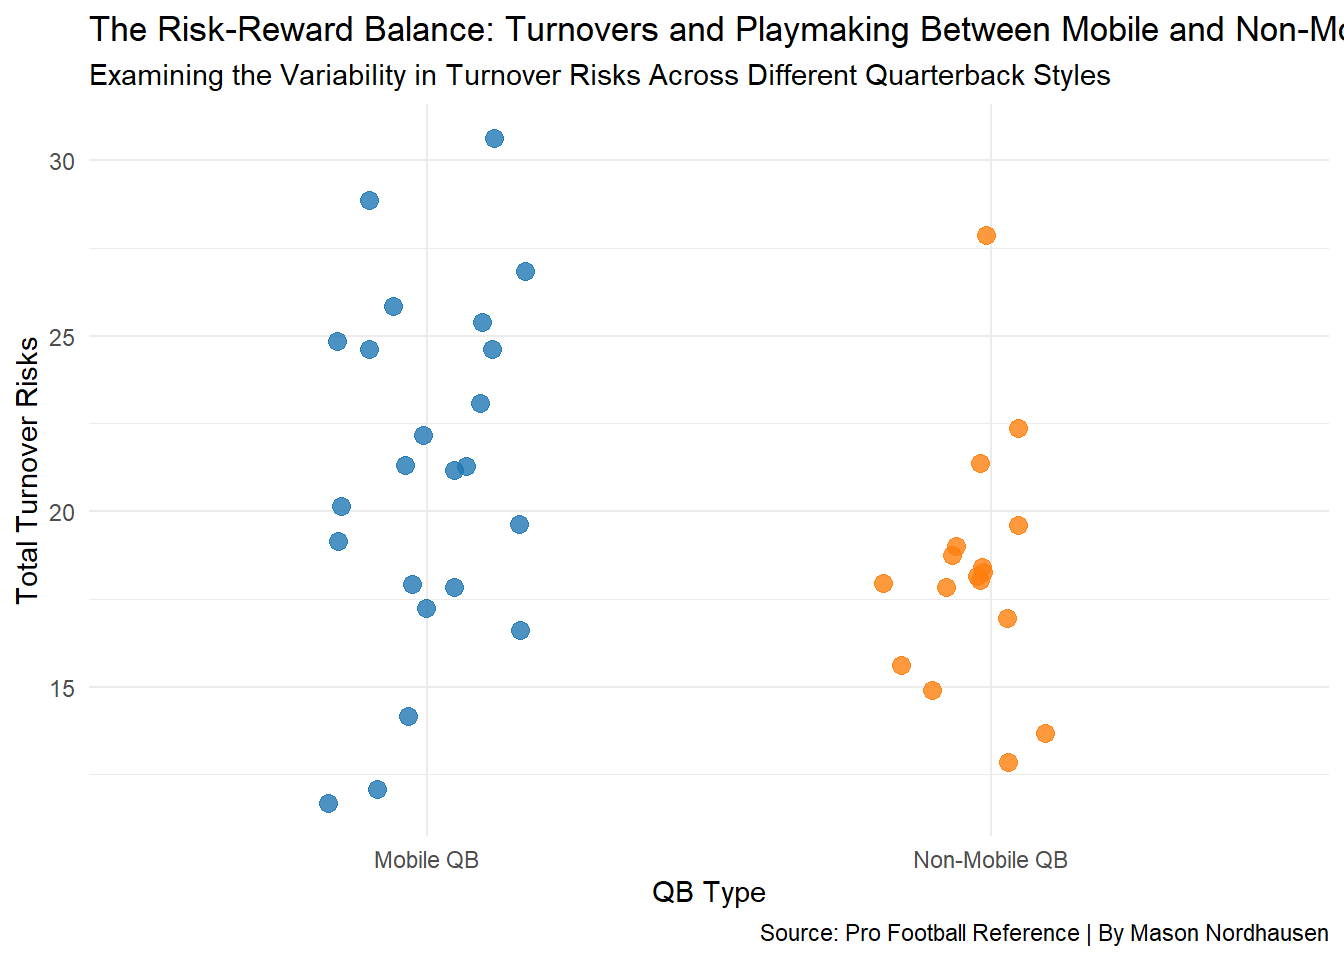 The Risk-Reward Balance: Turnovers and Playmaking Between Mobile and
Examining the Variability in Turnover Risks Across Different Quarterback Styles
30
25
20
15
Total Turnover Risks
Mobile QB
Non-Mobile QB
QB Type
Source: Pro Football Reference | By Mason Nordhausen